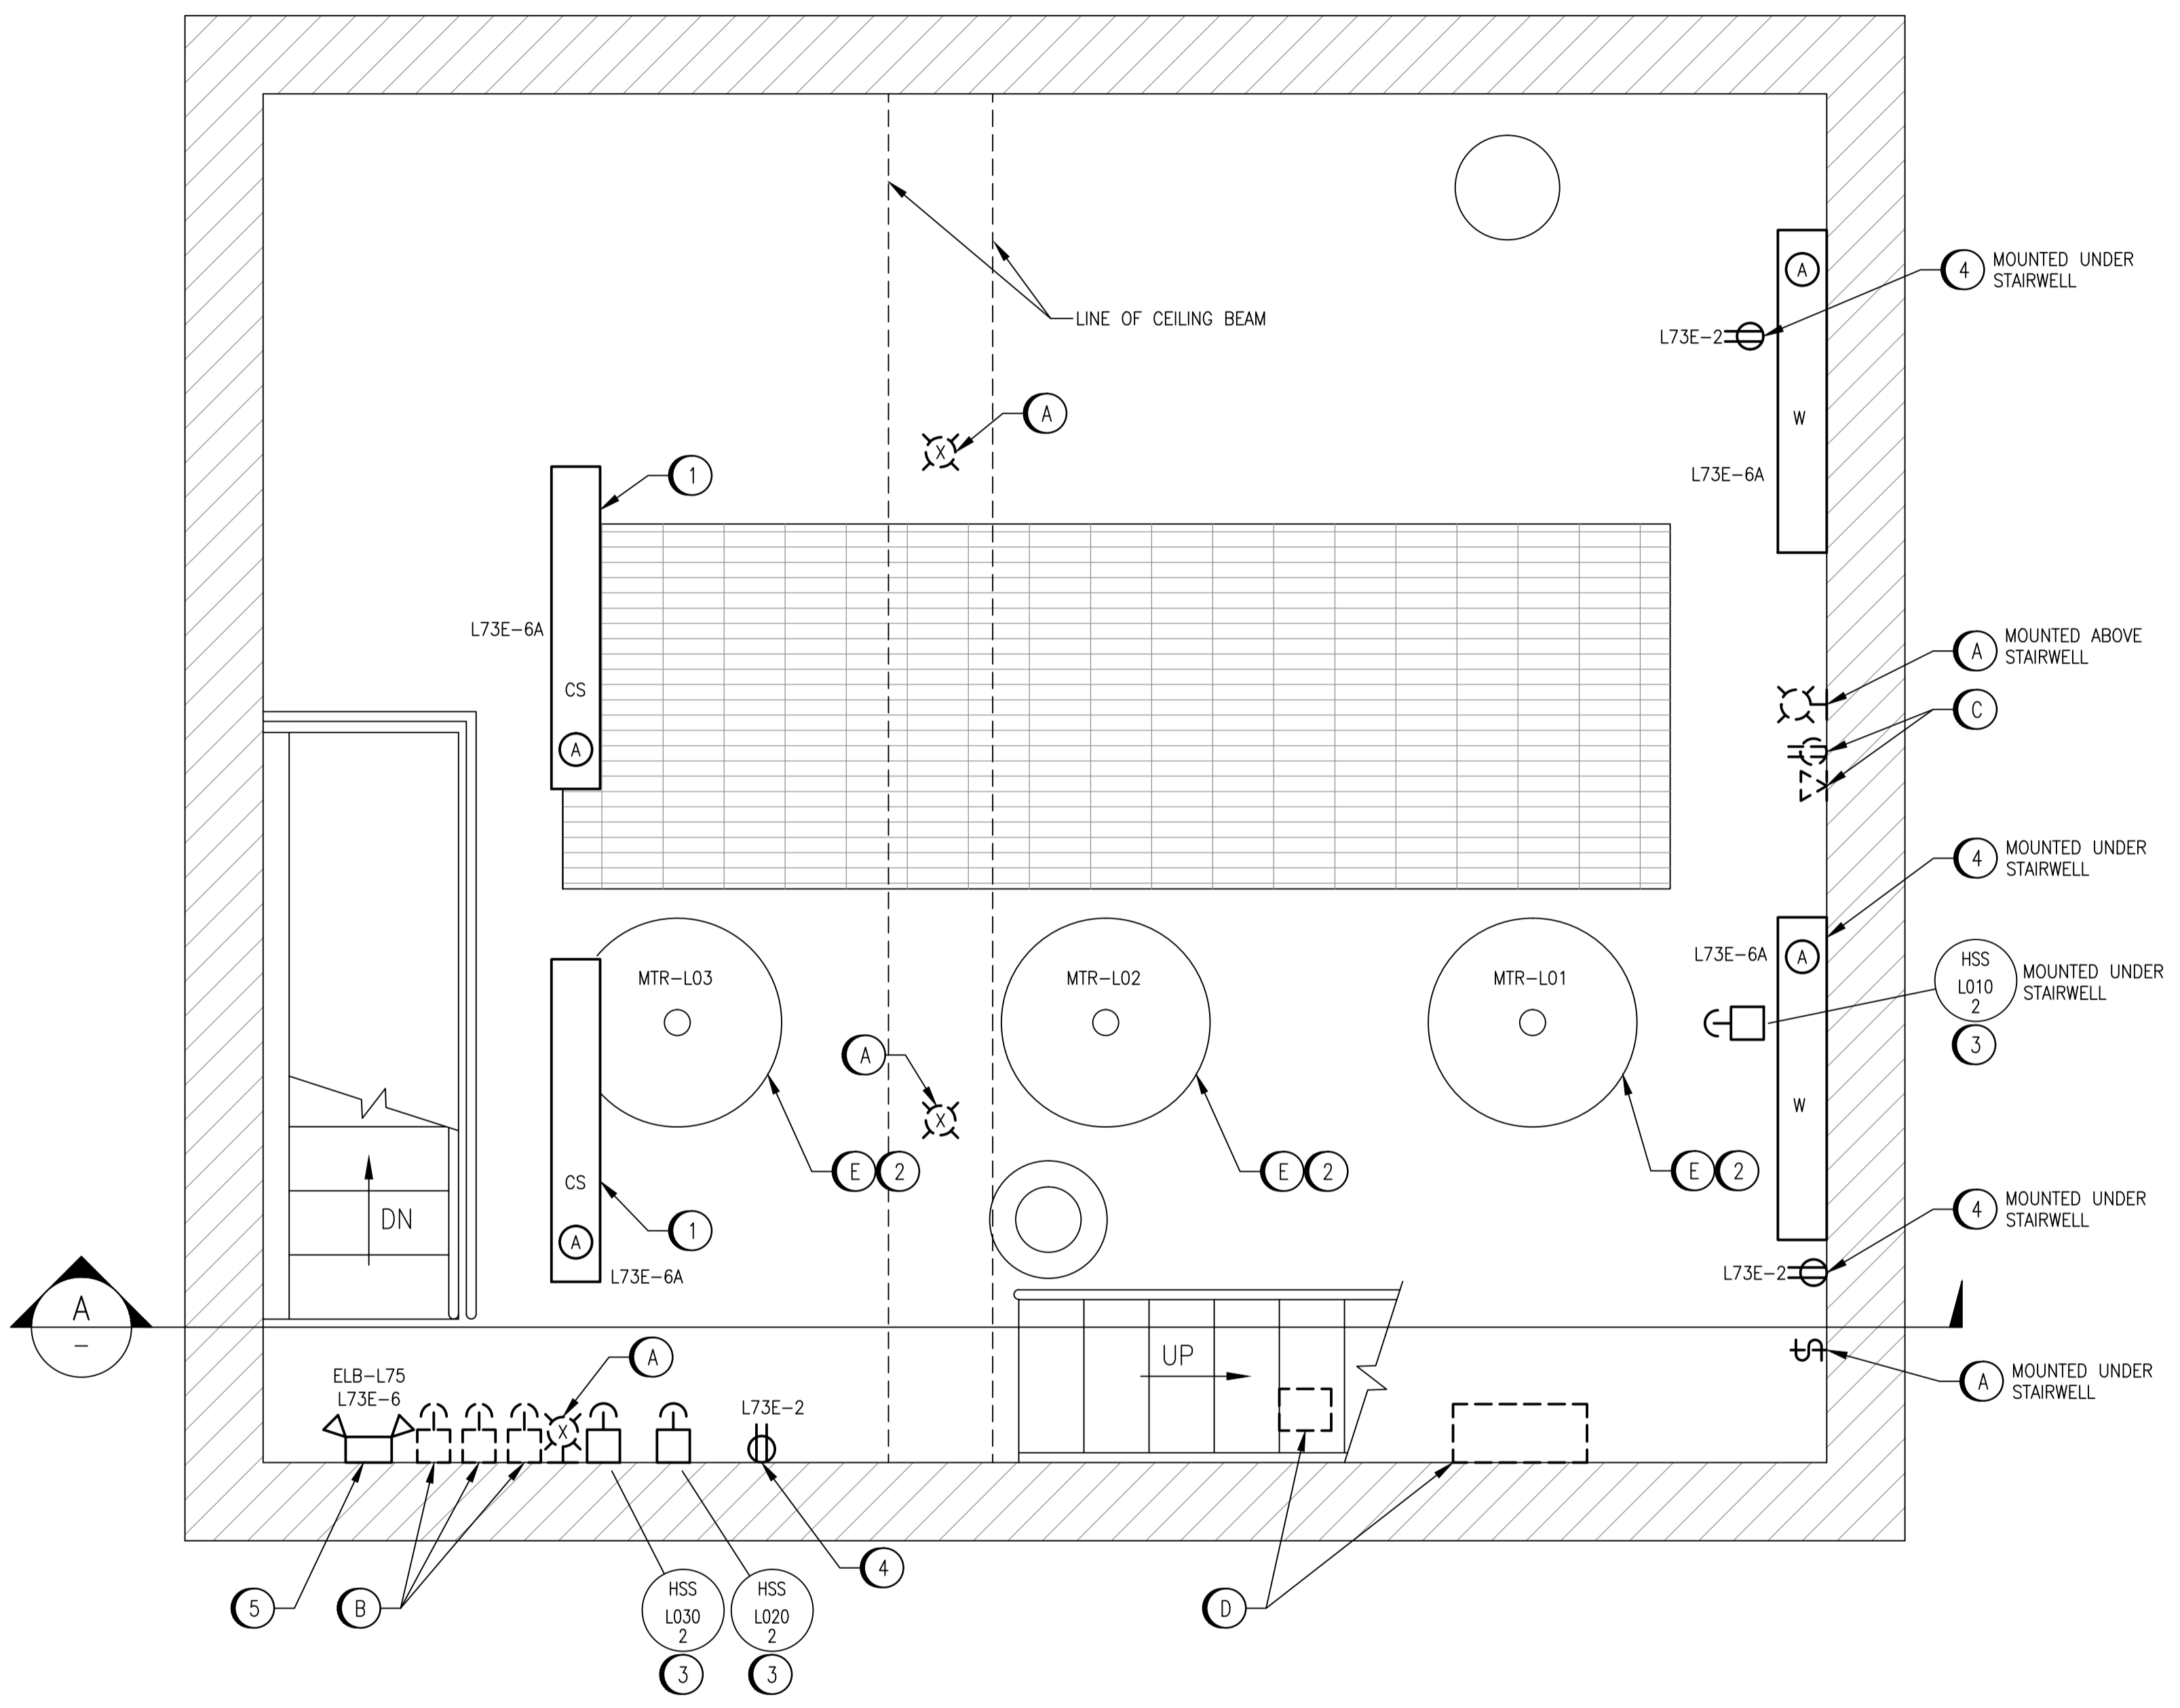 A
4
MOUNTED UNDER
STAIRWELL
LINE OF CEILING BEAM
L73E-2
A
W
1
L73E-6A
L73E-6A
A
MOUNTED ABOVE
STAIRWELL
CS
C
A
4
MOUNTED UNDER
STAIRWELL
L73E-6A
A
MTR-L03
MTR-L02
MTR-L01
HSS
L010
2
MOUNTED UNDER
STAIRWELL
3
A
X
X
W
E
2
E
2
E
2
CS
4
MOUNTED UNDER
STAIRWELL
DN
1
A
L73E-6A
L73E-2
A
-
UP
A
ELB-L75
L73E-6
A
MOUNTED UNDER
STAIRWELL
L73E-2
X
4
5
B
HSS
L030
2
HSS
L020
2
D
3
3